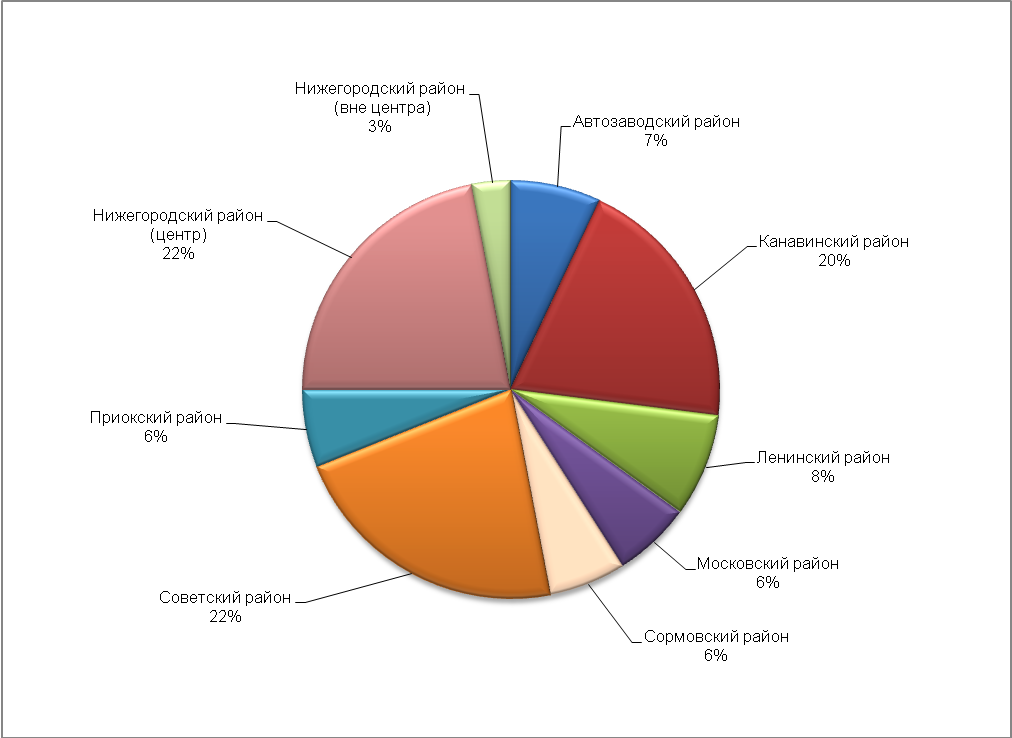 Нижегородский район
(вне центра)
3%
Автозаводский район
7%
Нижегородский район
(центр)
22%
Канавинский район
20%
Приокский район
6%
Ленинский район
8%
Московский район
6%
Советский район
22%
Сормовский район
6%